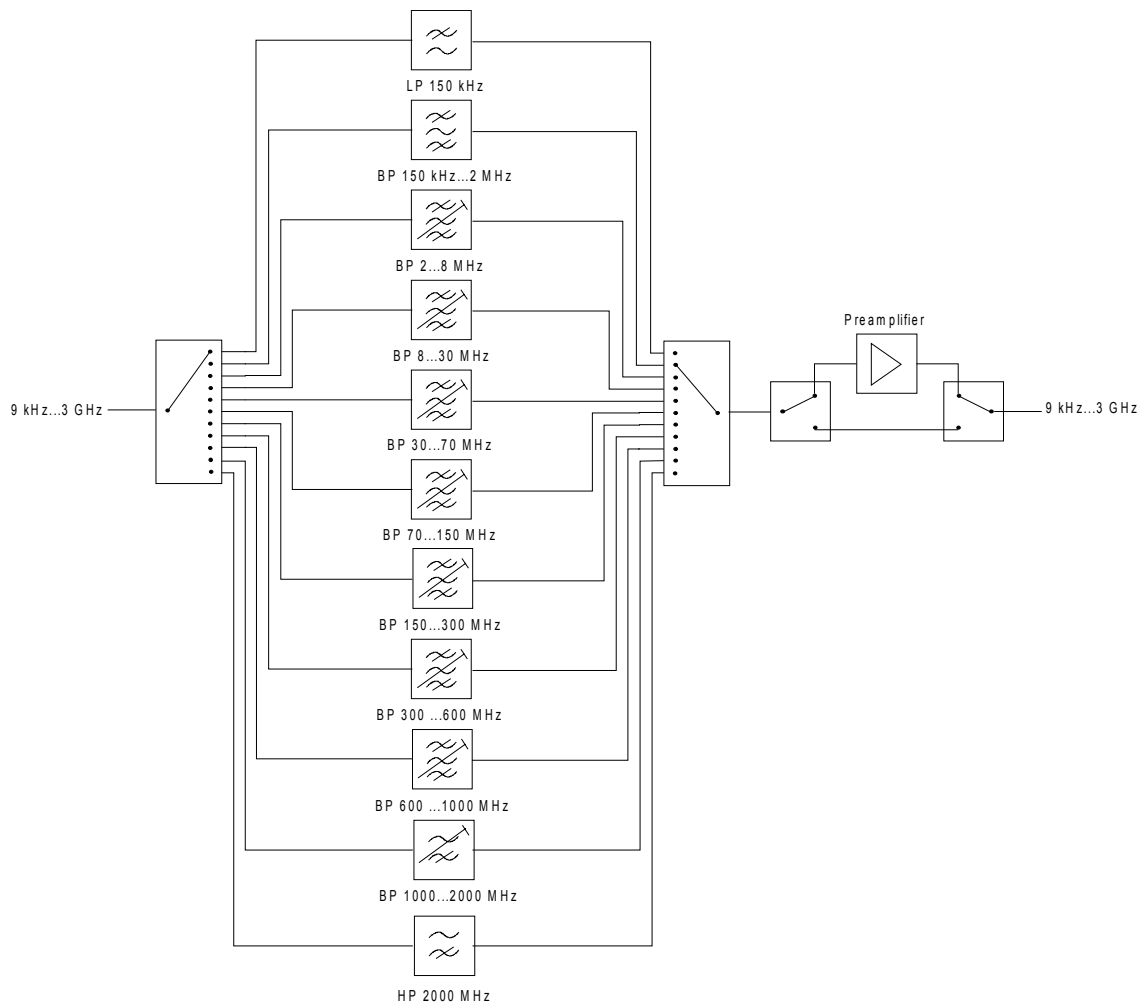 LP 150 kHz
BP 150 kHz...2 MHz
BP 2...8 MHz
BP 8...30 MHz
Preamplifier
9 kHz...3 GHz
9 kHz...3 GHz
BP 30...70 MHz
BP 70...150 MHz
BP 150...300 MHz
BP 300 ...600 MHz
BP 600 ...1000 MHz
BP 1000...2000 MHz
HP 2000 MHz